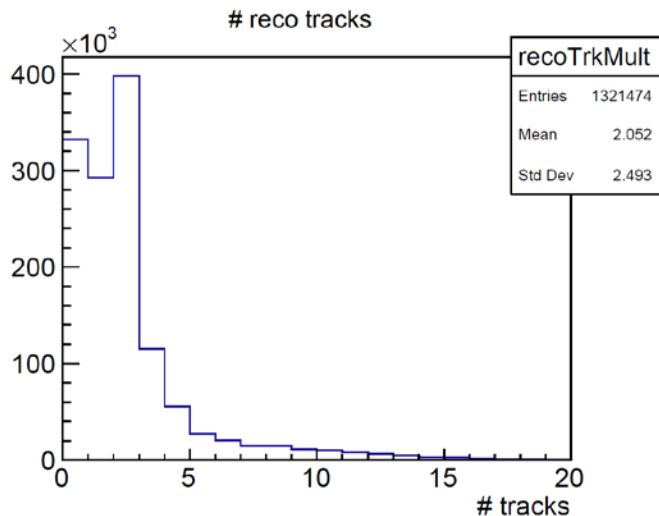 # reco tracks
×10³
recoTrkMult
Entries 1321474
Mean 2.052
Std Dev 2.493
400
300
200
100
0
0 5 10 15 20
# tracks